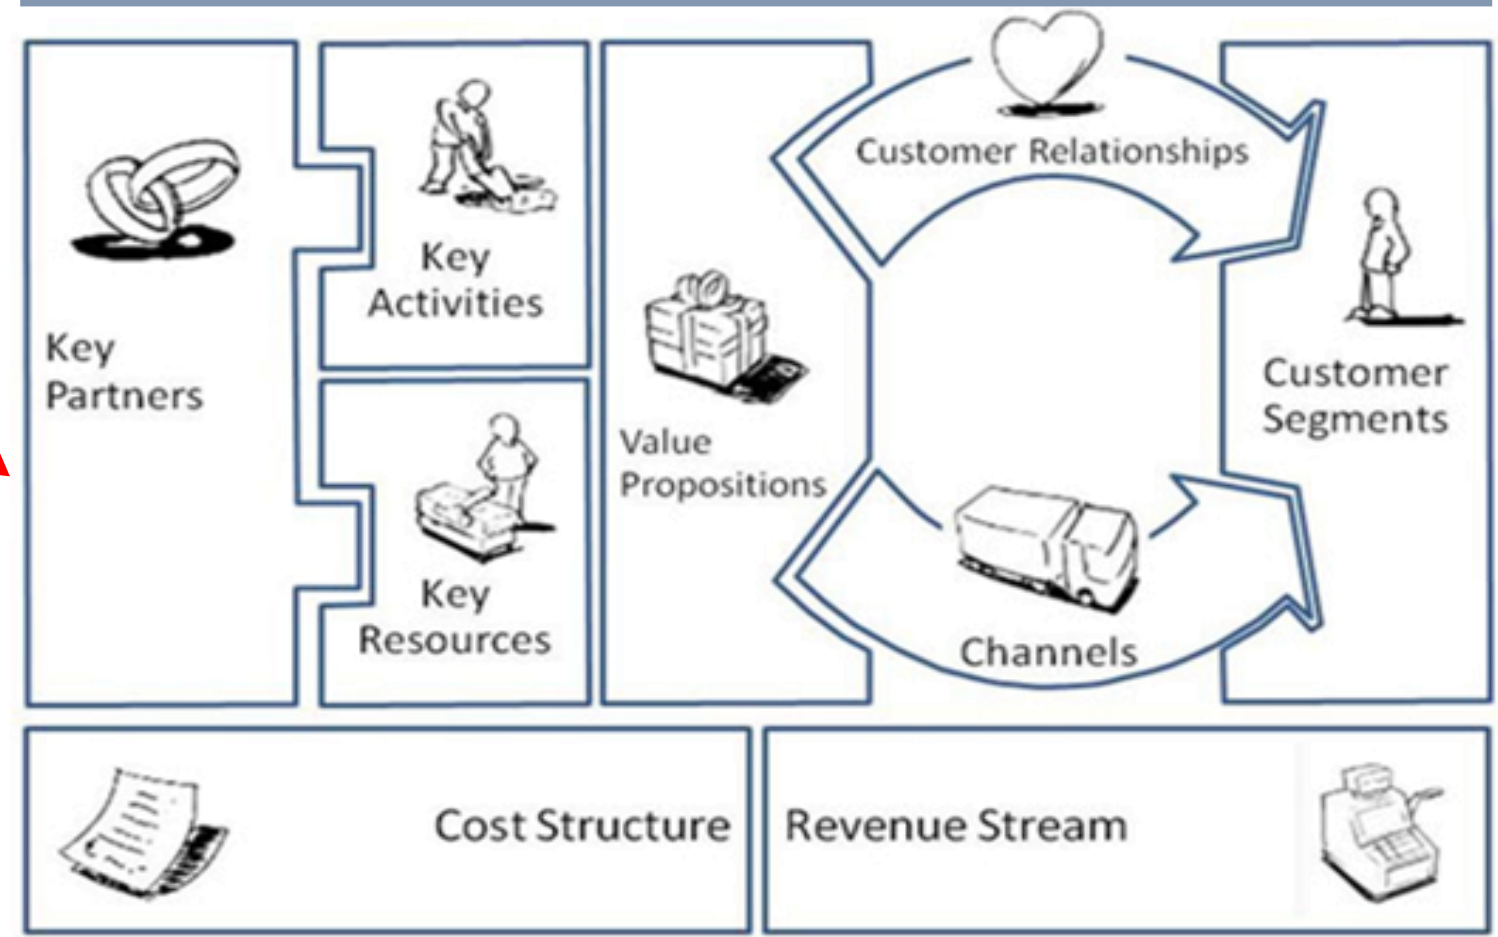 Key
Partners
Key
Activities
Key
Resources
Value
Propositions
Customer Relationships
Channels
Customer
Segments
Cost Structure
Revenue Stream